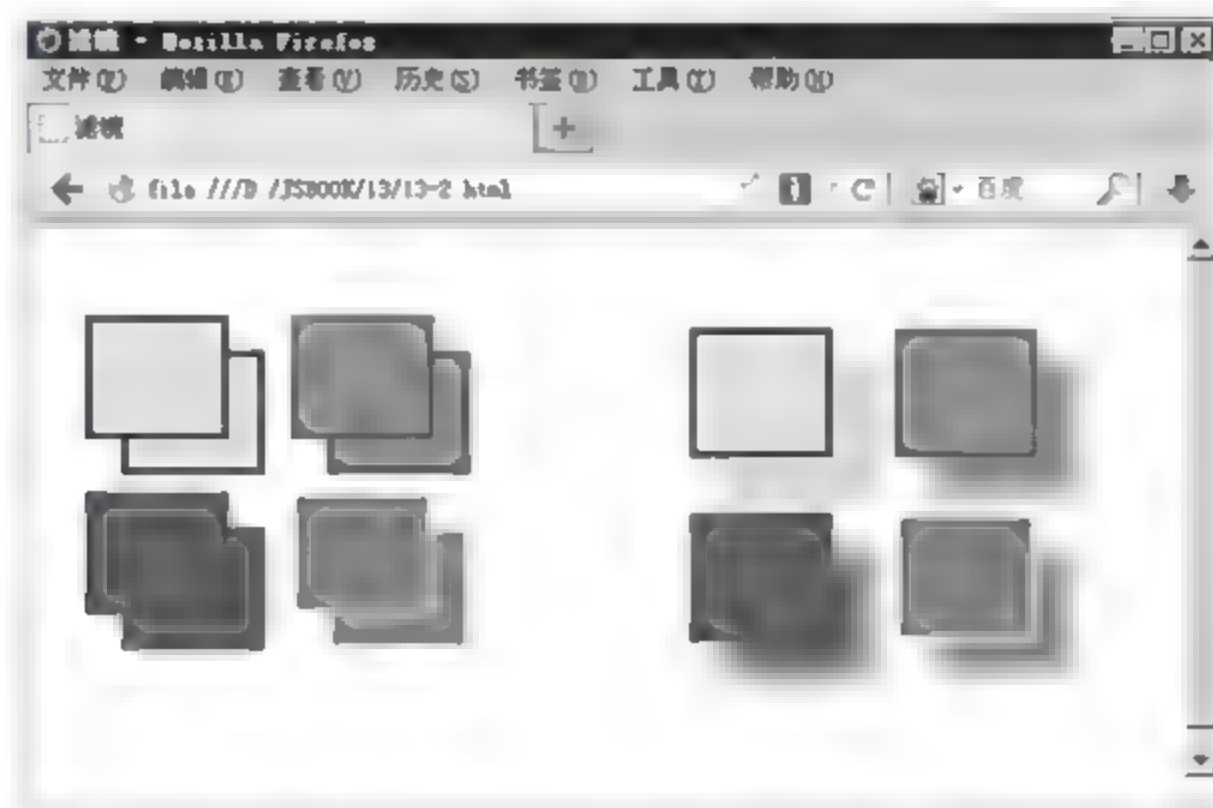 滤镜 - Mozilla Firefox
文件(F) 编辑(E) 查看(V) 历史(S) 书签(B) 工具(T) 帮助(H)
滤镜 +
file ///D /JSBOOK/13/13-2 html 百度